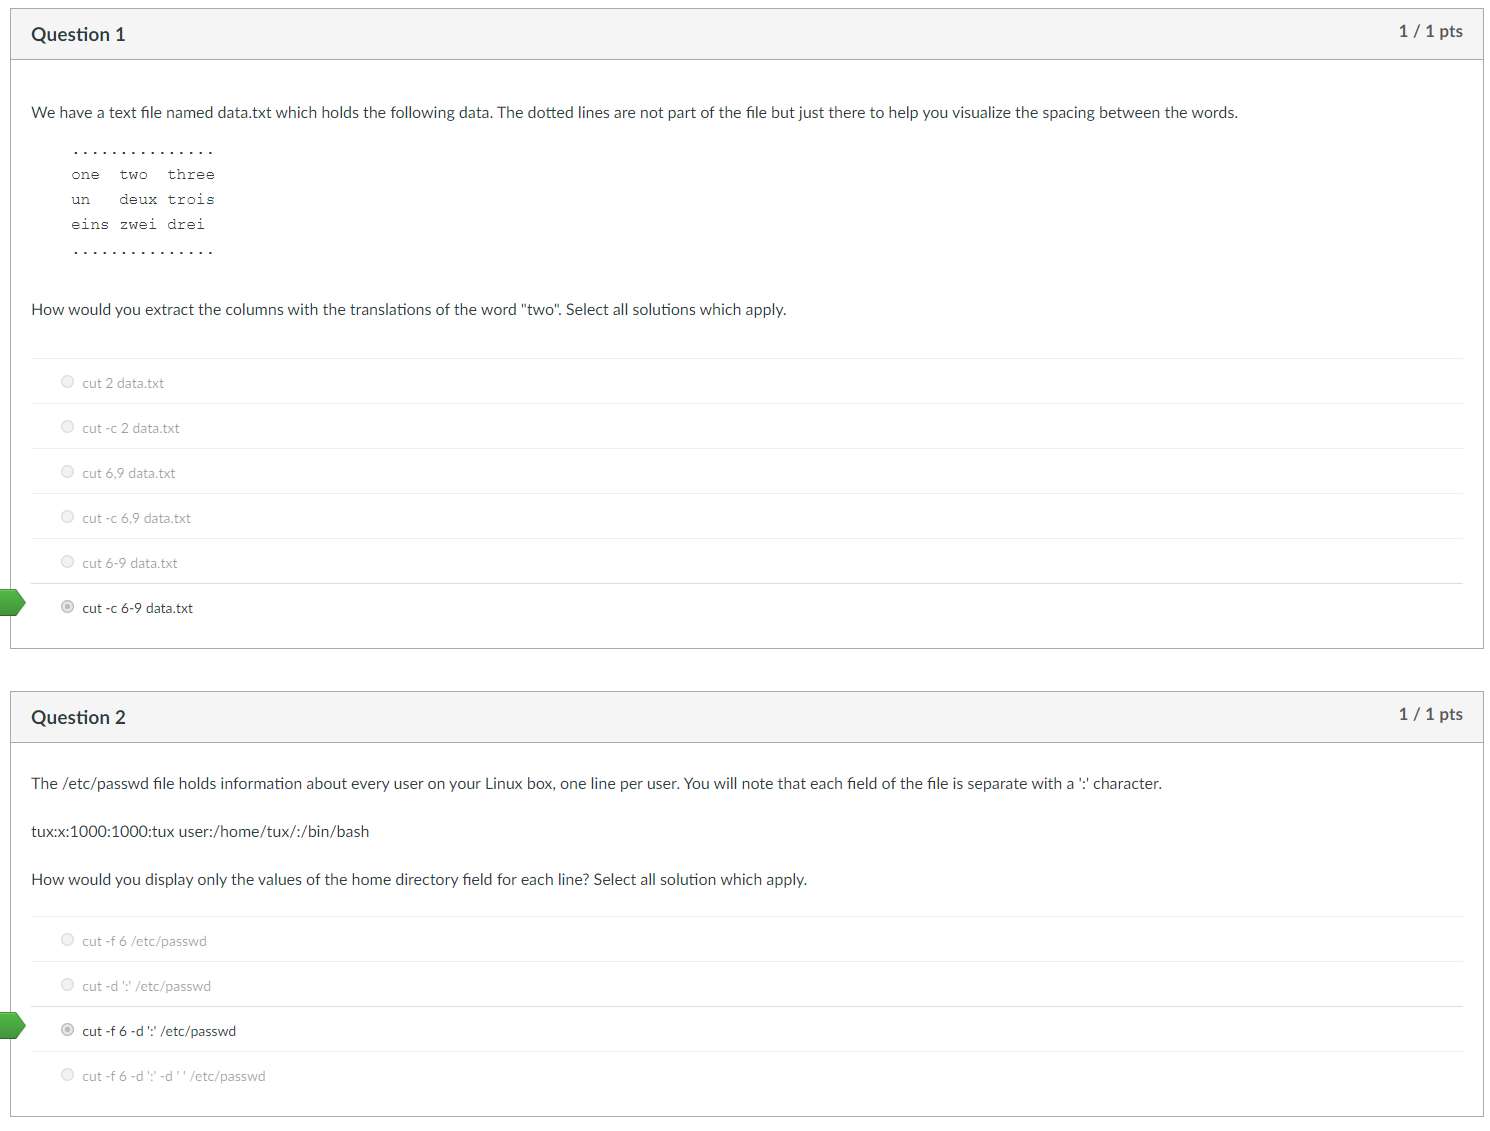 Question 1
1 / 1 pts
We have a text file named data.txt which holds the following data. The dotted lines are not part of the file but just there to help you visualize the spacing between the words.
...............
one  two  three
un   deux trois
eins zwei drei
...............
How would you extract the columns with the translations of the word "two". Select all solutions which apply.
cut 2 data.txt
cut -c 2 data.txt
cut 6,9 data.txt
cut -c 6,9 data.txt
cut 6-9 data.txt
cut -c 6-9 data.txt
Question 2
1 / 1 pts
The /etc/passwd file holds information about every user on your Linux box, one line per user. You will note that each field of the file is separate with a ':' character.
tux:x:1000:1000:tux user:/home/tux/:/bin/bash
How would you display only the values of the home directory field for each line? Select all solution which apply.
cut -f 6 /etc/passwd
cut -d ':' /etc/passwd
cut -f 6 -d ':' /etc/passwd
cut -f 6 -d ':' -d ' ' /etc/passwd